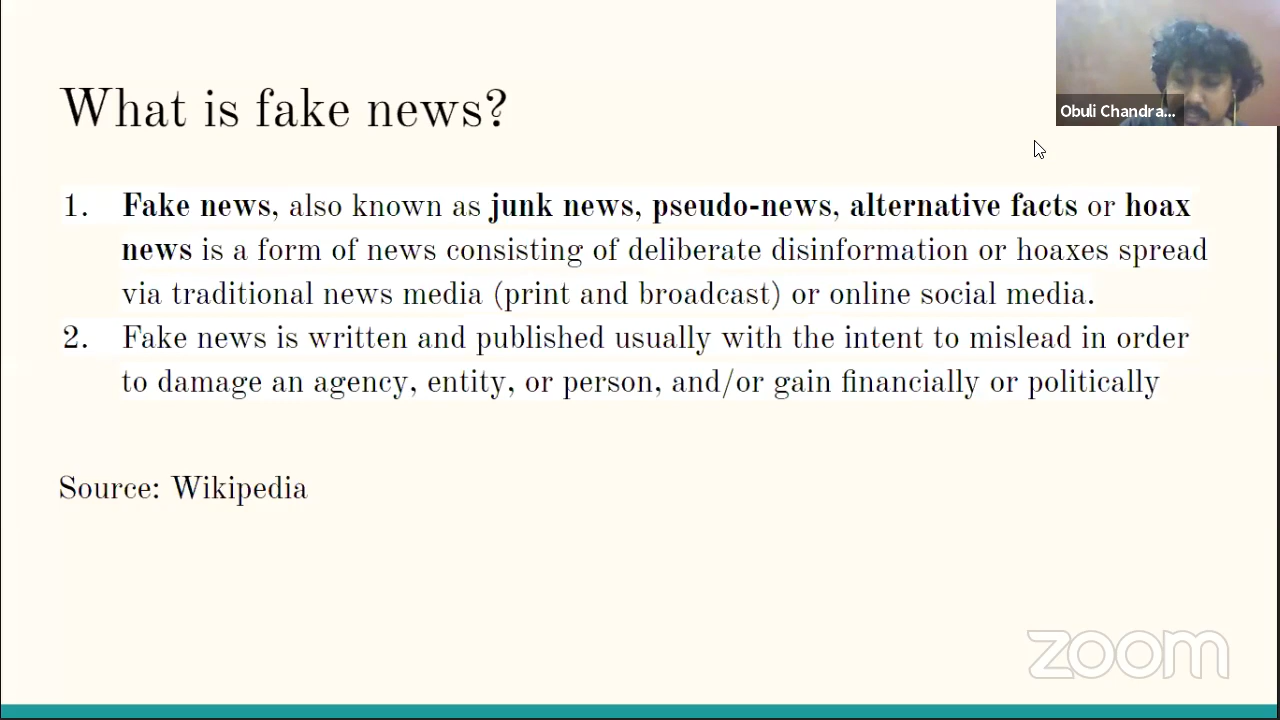 What is fake news?
Obuli Chandra...
1. Fake news, also known as junk news, pseudo-news, alternative facts or hoax
news is a form of news consisting of deliberate disinformation or hoaxes spread
via traditional news media (print and broadcast) or online social media.
2. Fake news is written and published usually with the intent to mislead in order
to damage an agency, entity, or person, and/or gain financially or politically
Source: Wikipedia
zoom